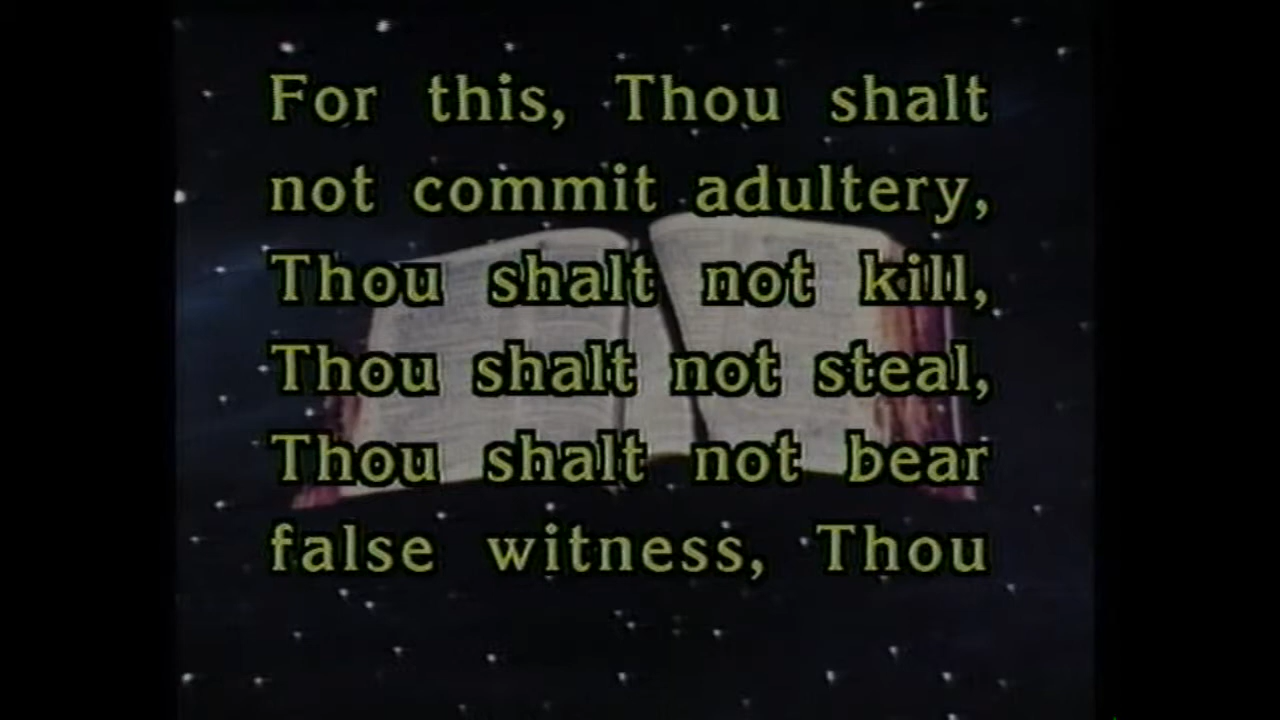 For this, Thou shalt
not commit adultery,
Thou shalt not kill,
Thou shalt not steal,
Thou shalt not bear
false witness, Thou